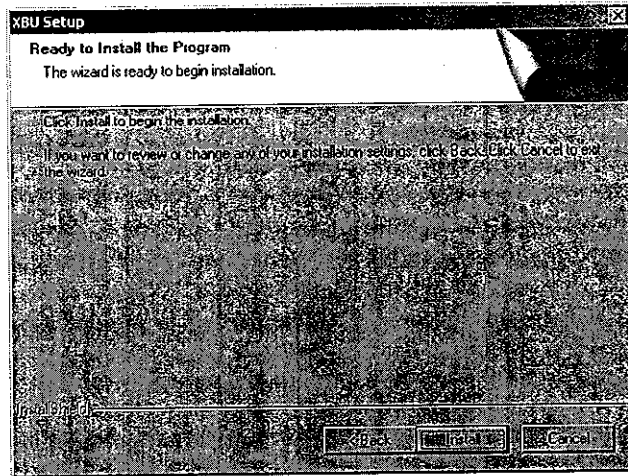 XBU Setup
Ready to Install the Program
The wizard is ready to begin installation.
Click Install to begin the installation.
If you want to review or change any of your installation settings, click Back. Click Cancel to exit
the wizard.
InstallShield
< Back
Install
Cancel